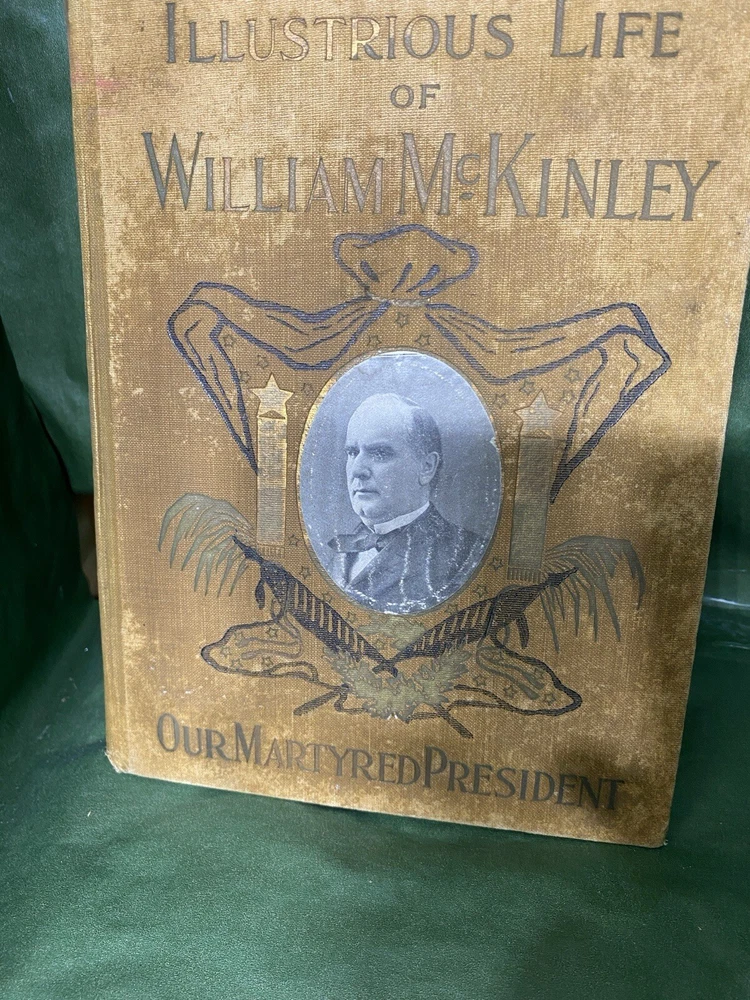 ILLUSTRIOUS LIFE
OF
WILLIAM McKINLEY
OUR MARTYRED PRESIDENT